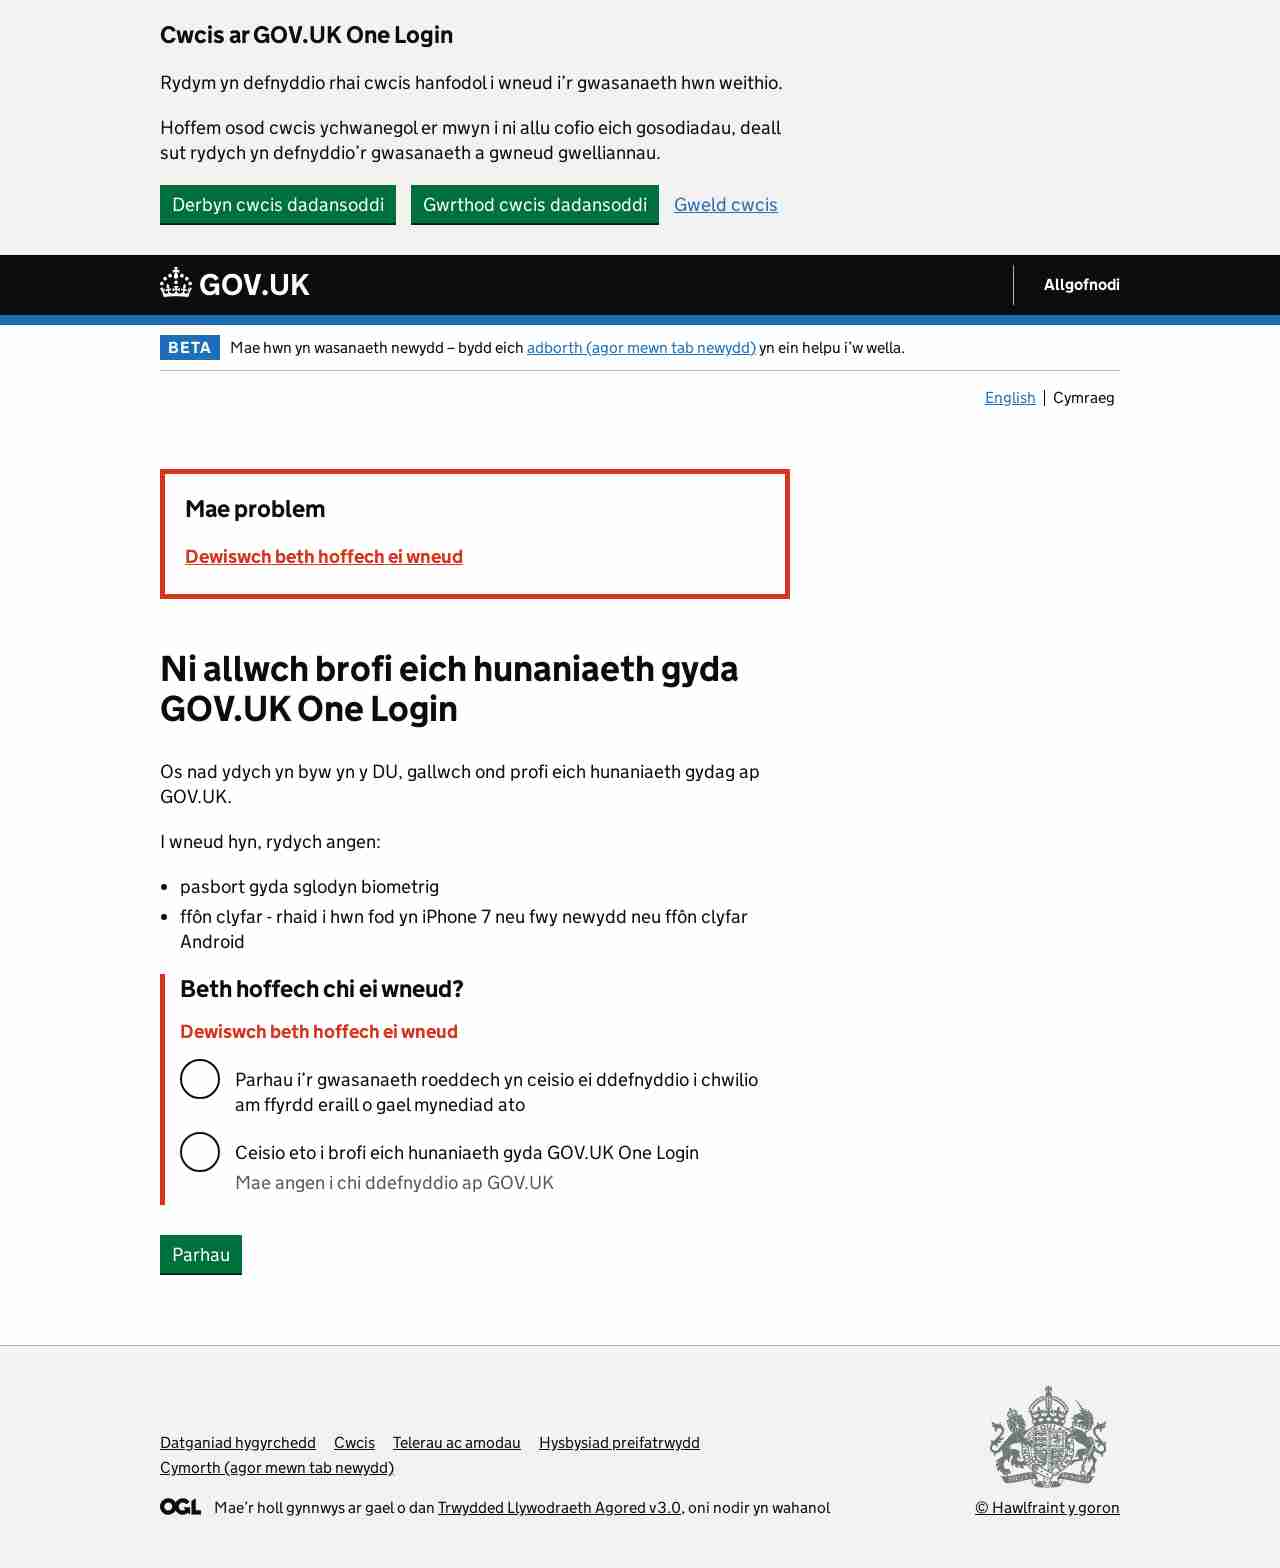 Cwcis ar GOV.UK One Login
Rydym yn defnyddio rhai cwcis hanfodol i wneud i’r gwasanaeth hwn weithio.
Hoffem osod cwcis ychwanegol er mwyn i ni allu cofio eich gosodiadau, deall
sut rydych yn defnyddio’r gwasanaeth a gwneud gwelliannau.
Derbyn cwcis dadansoddi Gwrthod cwcis dadansoddi Gweld cwcis
GOV.UK Allgofnodi
BETA Mae hwn yn wasanaeth newydd – bydd eich adborth (agor mewn tab newydd) yn ein helpu i’w wella.
English Cymraeg
Mae problem
Dewiswch beth hoffech ei wneud
Ni allwch brofi eich hunaniaeth gyda
GOV.UK One Login
Os nad ydych yn byw yn y DU, gallwch ond profi eich hunaniaeth gydag ap
GOV.UK.
I wneud hyn, rydych angen:
• pasbort gyda sglodyn biometrig
• ffôn clyfar - rhaid i hwn fod yn iPhone 7 neu fwy newydd neu ffôn clyfar
Android
Beth hoffech chi ei wneud?
Dewiswch beth hoffech ei wneud
Parhau i’r gwasanaeth roeddech yn ceisio ei ddefnyddio i chwilio
am ffyrdd eraill o gael mynediad ato
Ceisio eto i brofi eich hunaniaeth gyda GOV.UK One Login
Mae angen i chi ddefnyddio ap GOV.UK
Parhau
Datganiad hygyrchedd Cwcis Telerau ac amodau Hysbysiad preifatrwydd
Cymorth (agor mewn tab newydd)
OGL Mae’r holl gynnwys ar gael o dan Trwydded Llywodraeth Agored v3.0, oni nodir yn wahanol
© Hawlfraint y goron